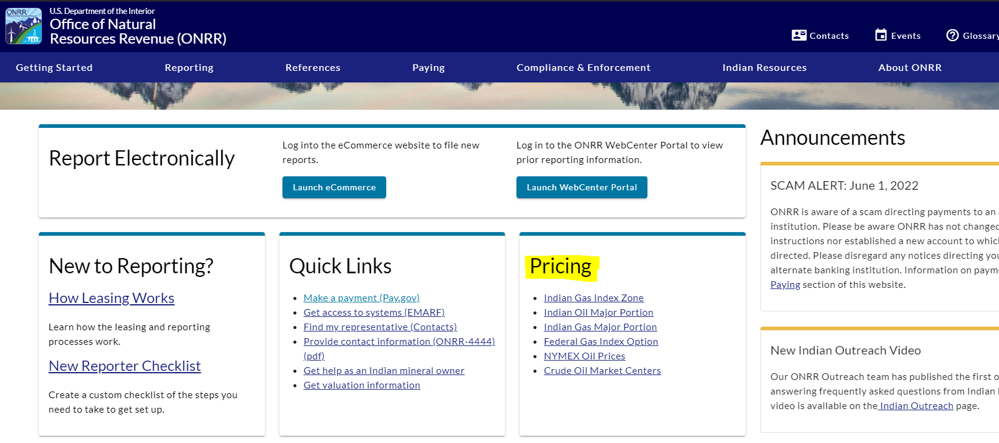 ONRR
U.S. Department of the Interior
Office of Natural
Resources Revenue (ONRR)
Contacts
Events
Glossary
Getting Started
Reporting
References
Paying
Compliance & Enforcement
Indian Resources
About ONRR
Report Electronically
Log into the eCommerce website to file new
reports.
Launch eCommerce
Log in to the ONRR WebCenter Portal to view
prior reporting information.
Launch WebCenter Portal
New to Reporting?
How Leasing Works
Learn how the leasing and reporting
processes work.
New Reporter Checklist
Create a custom checklist of the steps you
need to take to get set up.
Quick Links
Make a payment (Pay.gov)
Get access to systems (EMARF)
Find my representative (Contacts)
Provide contact information (ONRR-4444)
(pdf)
Get help as an Indian mineral owner
Get valuation information
Pricing
Indian Gas Index Zone
Indian Oil Major Portion
Indian Gas Major Portion
Federal Gas Index Option
NYMEX Oil Prices
Crude Oil Market Centers
Announcements
SCAM ALERT: June 1, 2022
ONRR is aware of a scam directing payments to an
institution. Please be aware ONRR has not changed
instructions nor established a new account to which
directed. Please disregard any notices directing you
alternate banking institution. Information on paym
Paying section of this website.
New Indian Outreach Video
Our ONRR Outreach team has published the first o
answering frequently asked questions from Indian
video is available on the Indian Outreach page.